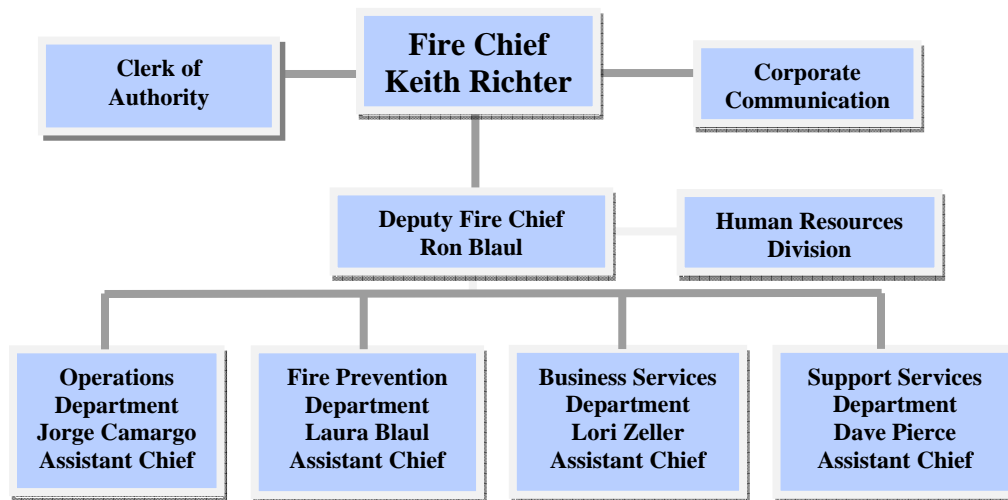 Fire Chief
Keith Richter
Clerk of
Authority
Corporate
Communication
Deputy Fire Chief
Ron Blaul
Human Resources
Division
Operations
Department
Jorge Camargo
Assistant Chief
Fire Prevention
Department
Laura Blaul
Assistant Chief
Business Services
Department
Lori Zeller
Assistant Chief
Support Services
Department
Dave Pierce
Assistant Chief